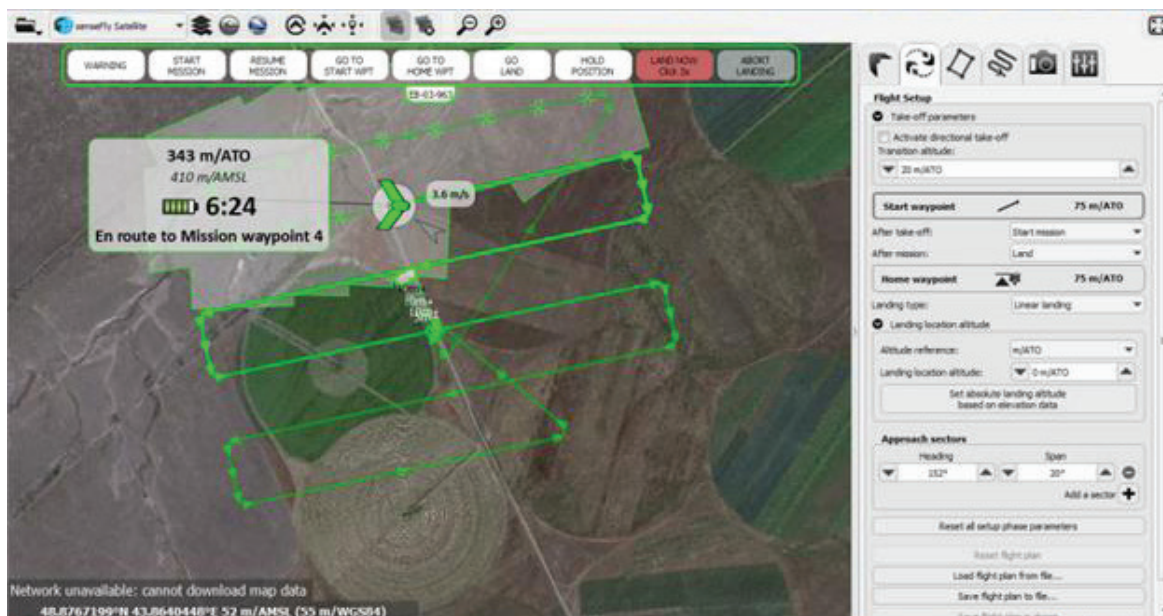 senseFly Satellite
WARNING
START MISSION
RESUME MISSION
GO TO START WPT
GO TO HOME WPT
GO LAND
HOLD POSITION
LAND NOW Click 3x
ABORT LANDING
EB-03-963
343 m/ATO
410 m/AMSL
6:24
En route to Mission waypoint 4
3.6 m/s
Network unavailable: cannot download map data
48.8767199°N 43.8640448°E 52 m/AMSL (55 m/WGS84)
Flight Setup
Take-off parameters
Activate directional take-off
Transition altitude:
20 m/ATO
Start waypoint 75 m/ATO
After take-off: Start mission
After mission: Land
Home waypoint 75 m/ATO
Landing type: Linear landing
Landing location altitude
Altitude reference: m/ATO
Landing location altitude: 0 m/ATO
Set absolute landing altitude
based on elevation data
Approach sectors
Heading Span
152° 20°
Add a sector
Reset all setup phase parameters
Reset flight plan
Load flight plan from file...
Save flight plan to file...